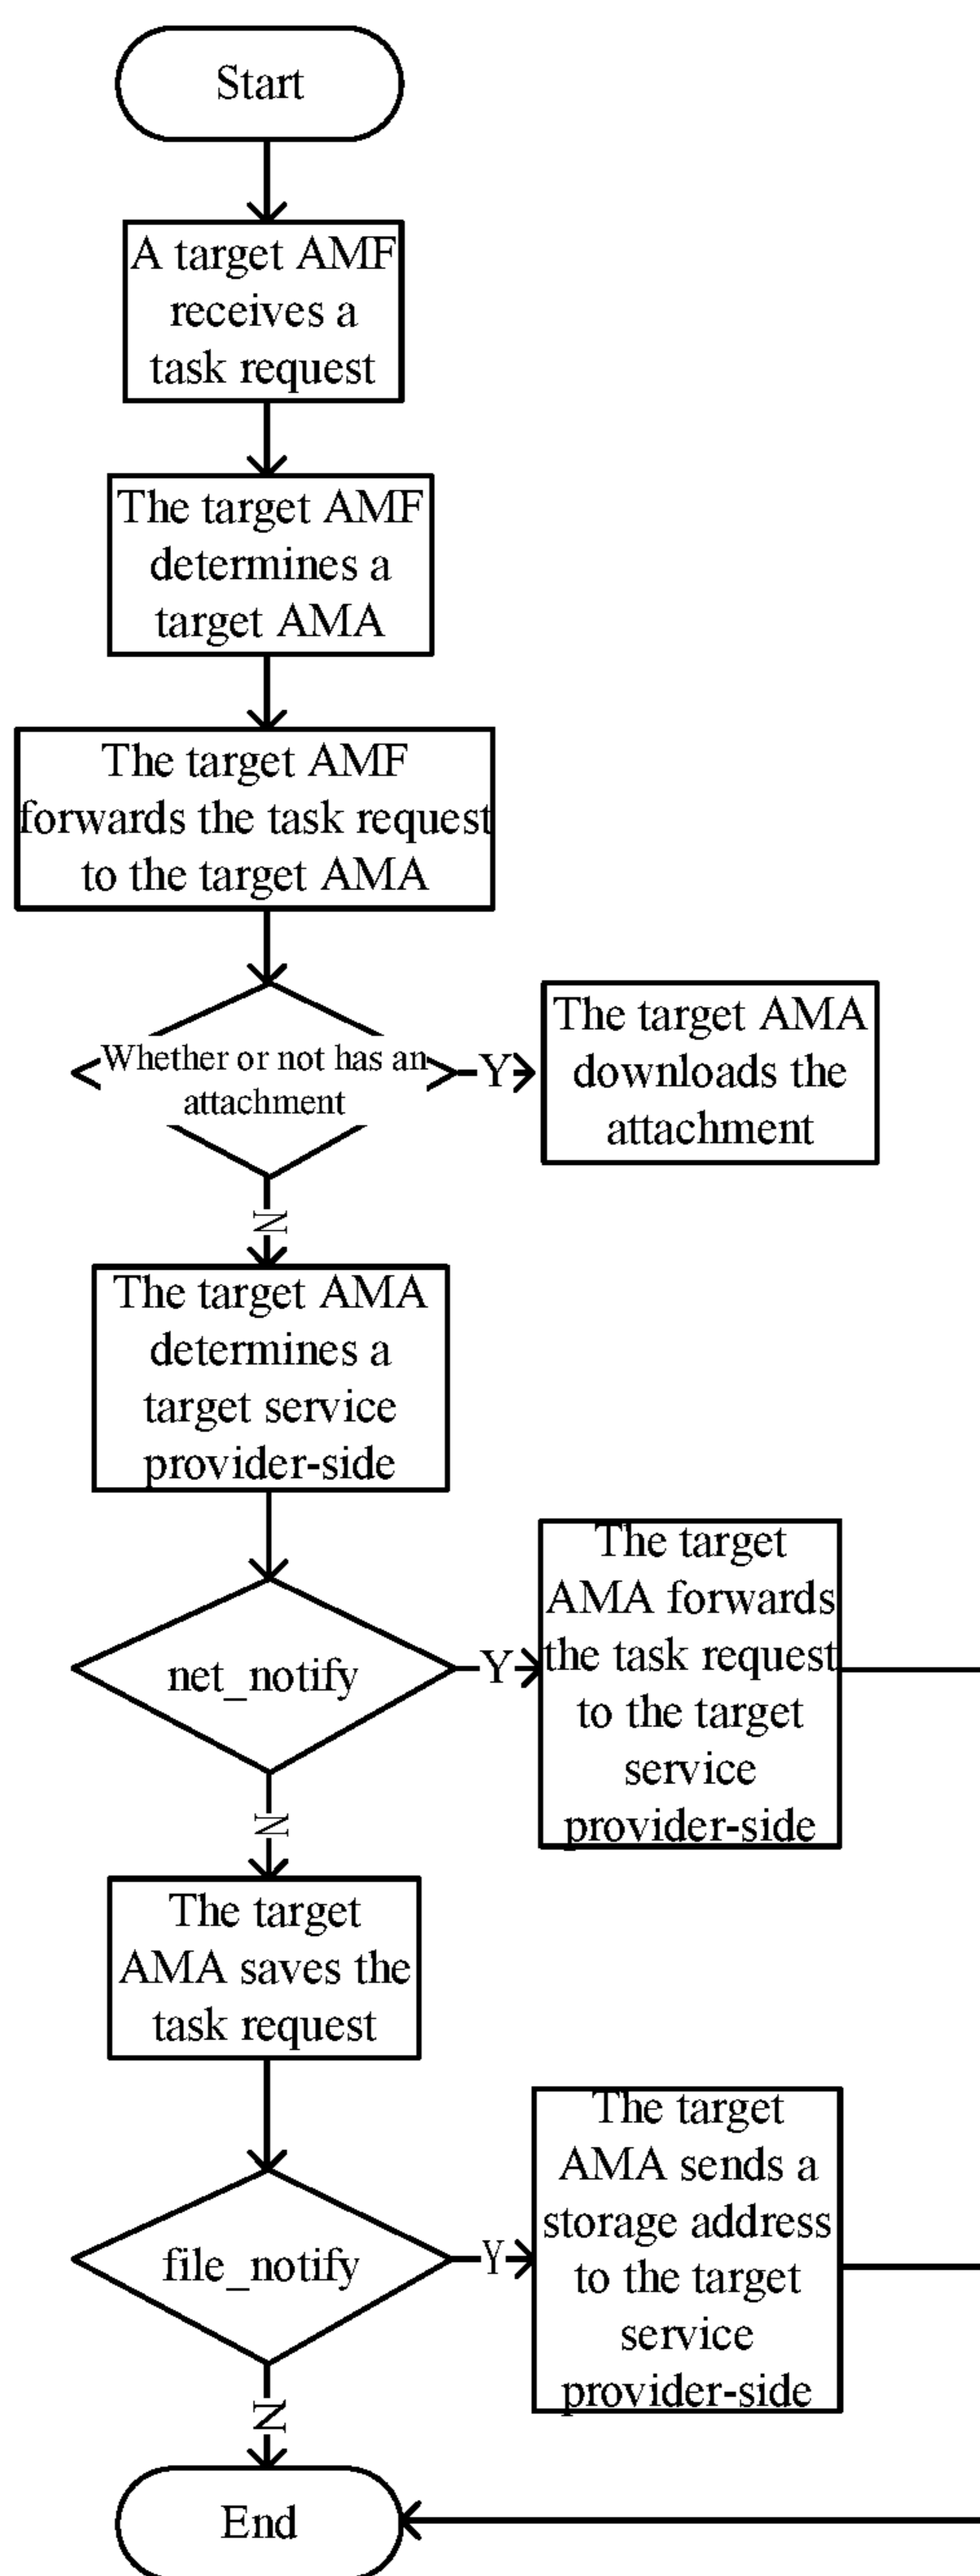 Start
A target AMF
receives a
task request
The target AMF
determines a
target AMA
The target AMF
forwards the task request
to the target AMA
Whether or not has an
attachment
Y
The target AMA
downloads the
attachment
N
The target AMA
determines a
target service
provider-side
net_notify
Y
The target
AMA forwards
the task request
to the target
service
provider-side
N
The target
AMA saves the
task request
file_notify
Y
The target
AMA sends a
storage address
to the target
service
provider-side
N
End